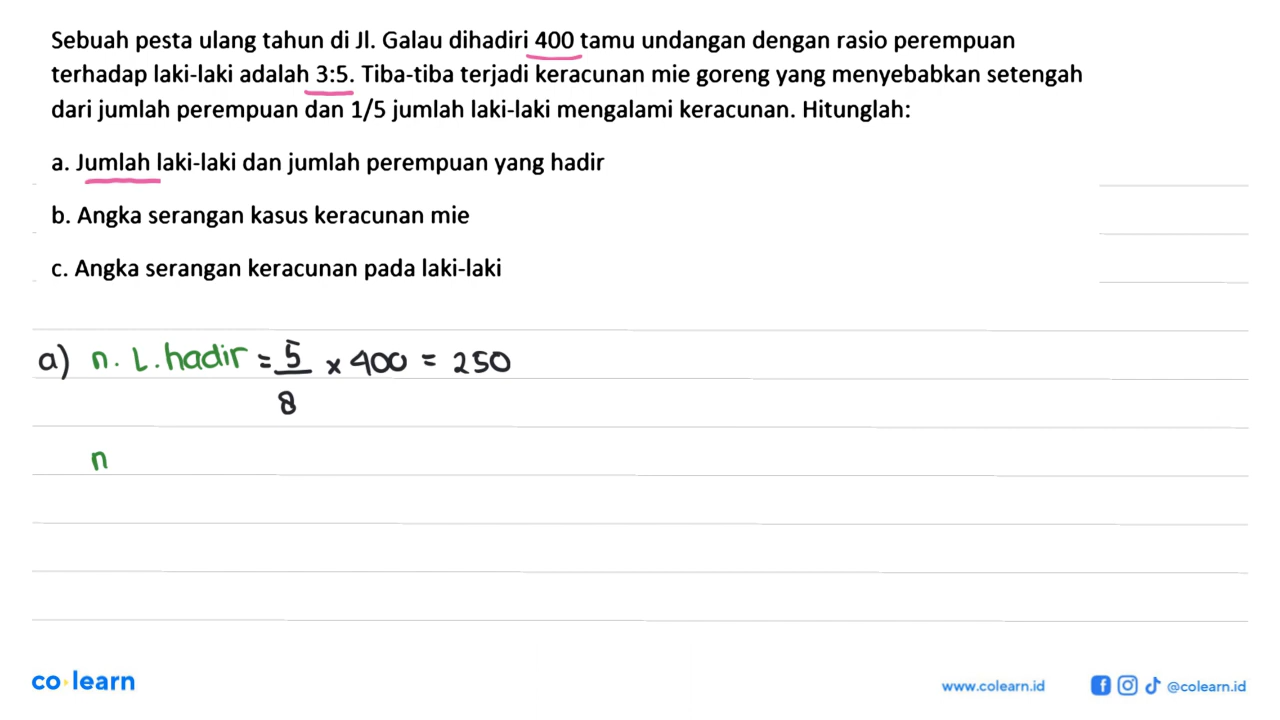 Sebuah pesta ulang tahun di Jl. Galau dihadiri 400 tamu undangan dengan rasio perempuan
terhadap laki-laki adalah 3:5. Tiba-tiba terjadi keracunan mie goreng yang menyebabkan setengah
dari jumlah perempuan dan 1/5 jumlah laki-laki mengalami keracunan. Hitunglah:
a. Jumlah laki-laki dan jumlah perempuan yang hadir
b. Angka serangan kasus keracunan mie
c. Angka serangan keracunan pada laki-laki
a) n. L. hadir = 5/8 x 400 = 250
n
co learn
www.colearn.id
@colearn.id